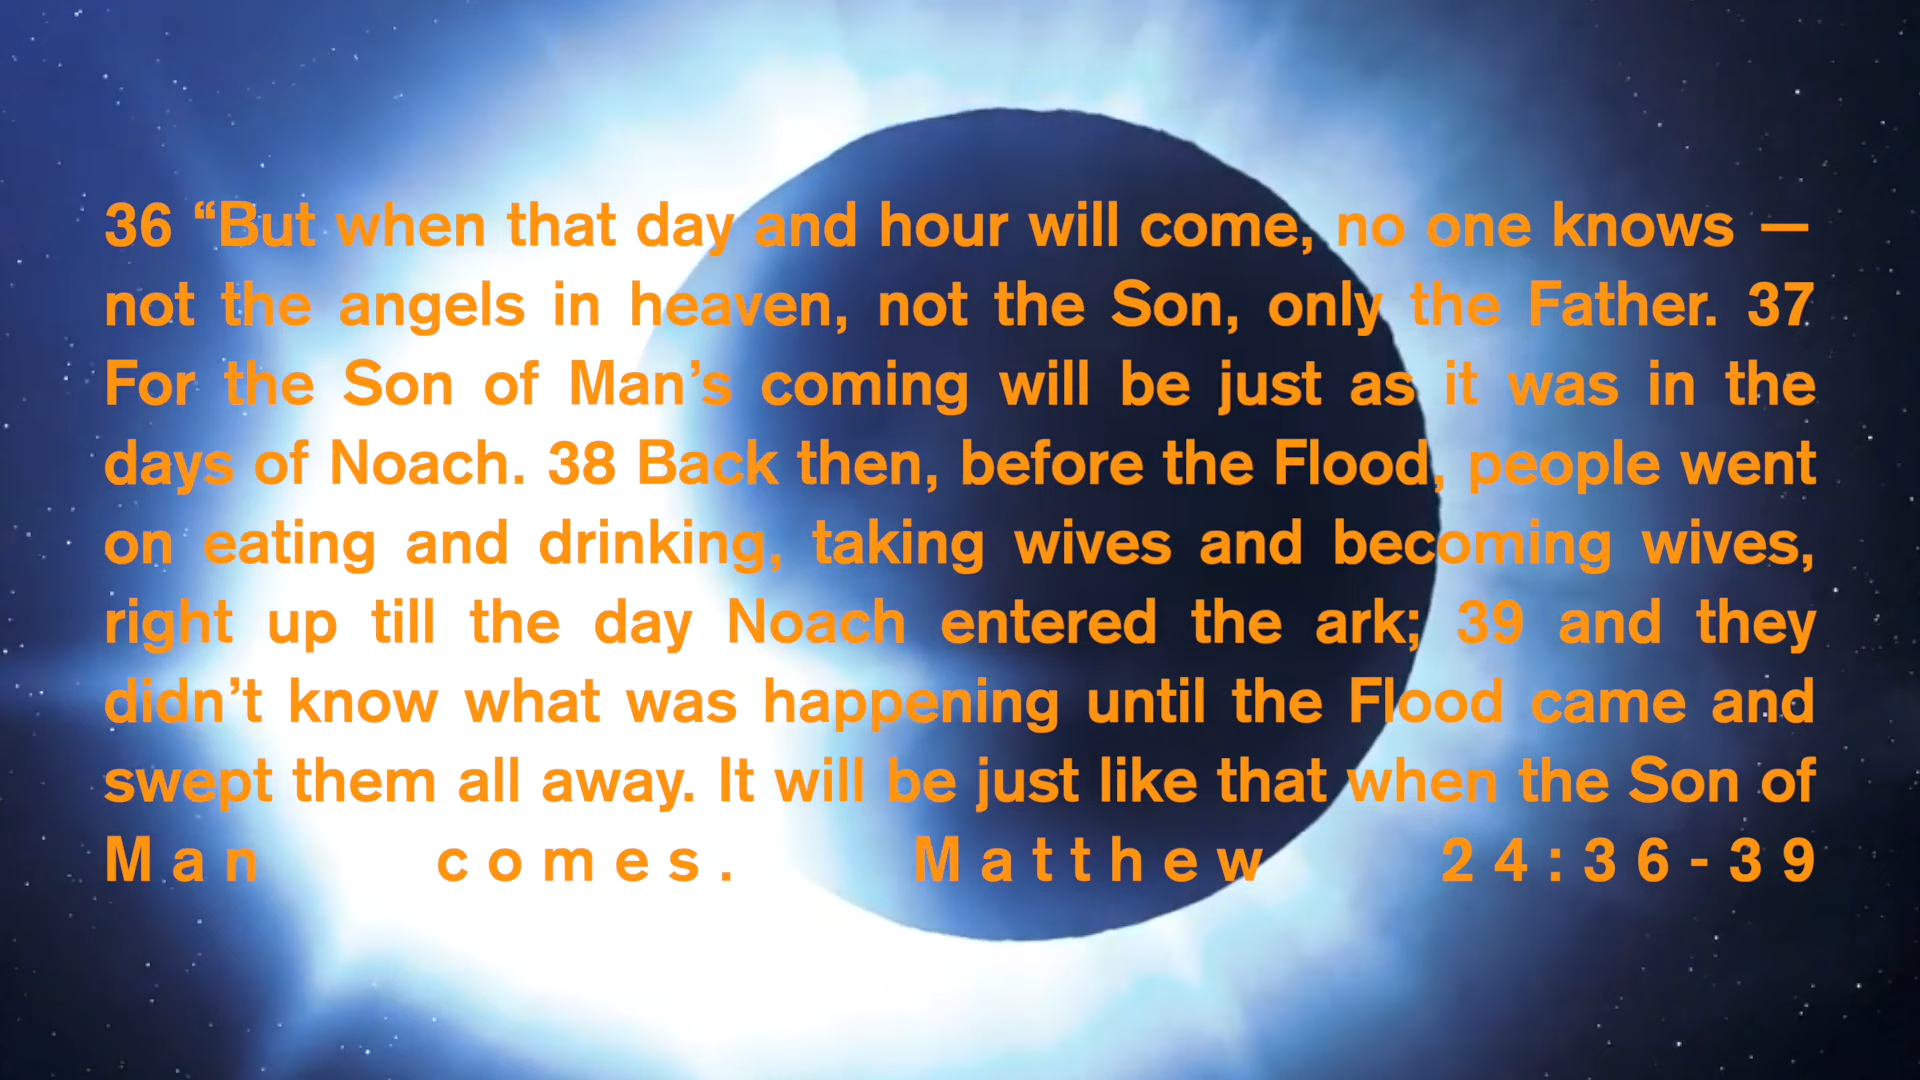 36 “But when that day and hour will come, no one knows —
not the angels in heaven, not the Son, only the Father. 37
For the Son of Man’s coming will be just as it was in the
days of Noach. 38 Back then, before the Flood, people went
on eating and drinking, taking wives and becoming wives,
right up till the day Noach entered the ark; 39 and they
didn’t know what was happening until the Flood came and
swept them all away. It will be just like that when the Son of
Man comes. Matthew 24:36-39